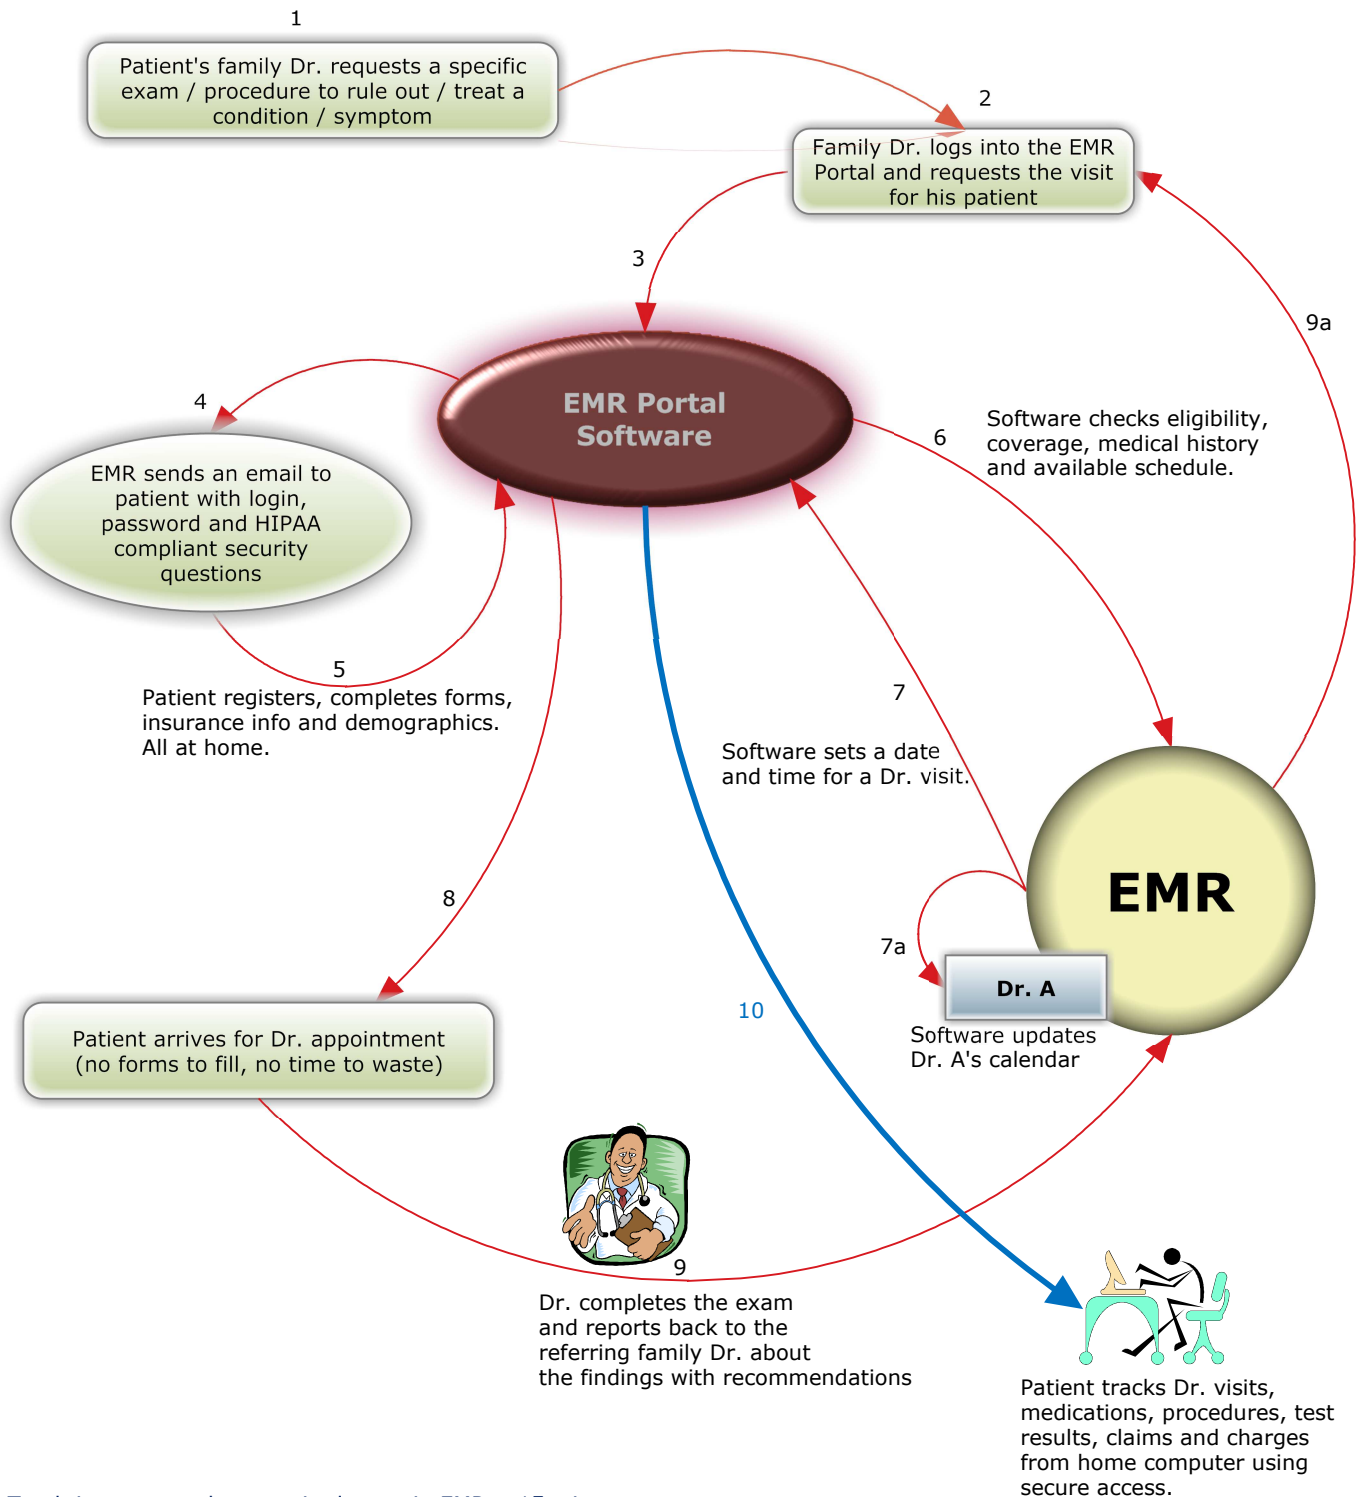 1
Patient's family Dr. requests a specific
exam / procedure to rule out / treat a
condition / symptom
2
Family Dr. logs into the EMR
Portal and requests the visit
for his patient
3
9a
EMR Portal
Software
4
6
Software checks eligibility,
coverage, medical history
and available schedule.
EMR sends an email to
patient with login,
password and HIPAA
compliant security
questions
5
Patient registers, completes forms,
insurance info and demographics.
All at home.
7
Software sets a date
and time for a Dr. visit.
EMR
8
7a
Dr. A
Software updates
Dr. A's calendar
10
Patient arrives for Dr. appointment
(no forms to fill, no time to waste)
9
Dr. completes the exam
and reports back to the
referring family Dr. about
the findings with recommendations
Patient tracks Dr. visits,
medications, procedures, test
results, claims and charges
from home computer using
secure access.